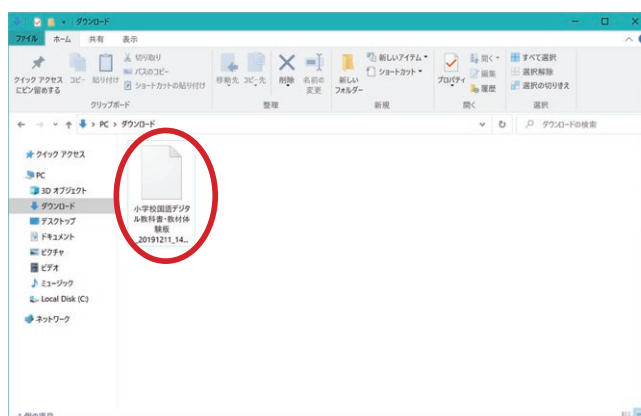 ダウンロード
ファイル ホーム 共有 表示
クイック アクセス
にピン留めする
コピー
貼り付け
切り取り
パスのコピー
ショートカットの貼り付け
クリップボード
移動先 コピー先 削除 名前の
変更
整理
新しい
フォルダー
新しいアイテム
ショートカット
新規
プロパティ
開く
編集
履歴
開く
すべて選択
選択解除
選択の切り替え
選択
PC > ダウンロード
ダウンロードの検索
クイック アクセス
PC
3D オブジェクト
ダウンロード
デスクトップ
ドキュメント
ピクチャ
ビデオ
ミュージック
Local Disk (C:)
ネットワーク
小学校国語デジタ
ル教科書・教材体
験版
_20191211_14...
1 個の項目